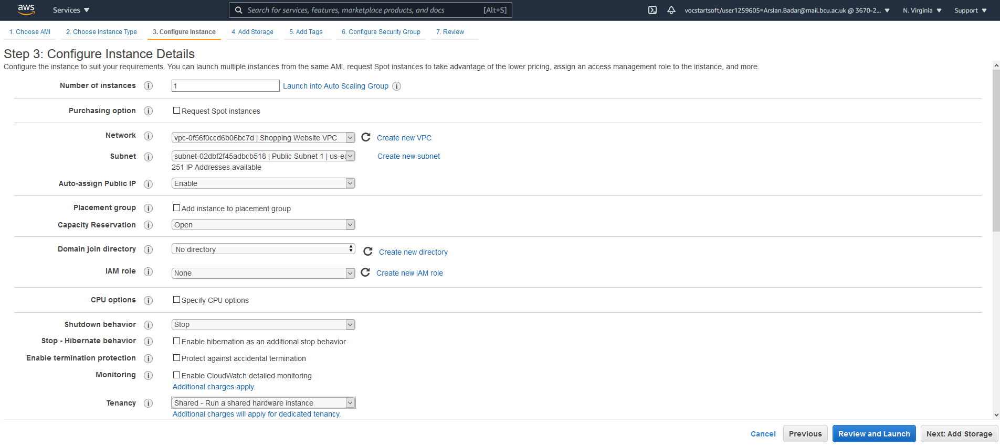 aws Services Search for services, features, marketplace products, and docs [Alt+S] vocstartsoft/user1259605=Arslan.Badar@mail.bcu.ac.uk @ 3670-2... N. Virginia Support
1. Choose AMI 2. Choose Instance Type 3. Configure Instance 4. Add Storage 5. Add Tags 6. Configure Security Group 7. Review
Step 3: Configure Instance Details
Configure the instance to suit your requirements. You can launch multiple instances from the same AMI, request Spot instances to take advantage of the lower pricing, assign an access management role to the instance, and more.
Number of instances i 1 Launch into Auto Scaling Group i
Purchasing option i Request Spot instances
Network i vpc-0f56f0ccd6b06bc7d | Shopping Website VPC Create new VPC
Subnet i subnet-02dbf2f45adbcb518 | Public Subnet 1 | us-ea Create new subnet
251 IP Addresses available
Auto-assign Public IP i Enable
Placement group i Add instance to placement group
Capacity Reservation i Open
Domain join directory i No directory Create new directory
IAM role i None Create new IAM role
CPU options i Specify CPU options
Shutdown behavior i Stop
Stop - Hibernate behavior i Enable hibernation as an additional stop behavior
Enable termination protection i Protect against accidental termination
Monitoring i Enable CloudWatch detailed monitoring
Additional charges apply.
Tenancy i Shared - Run a shared hardware instance
Additional charges will apply for dedicated tenancy.
Cancel Previous Review and Launch Next: Add Storage